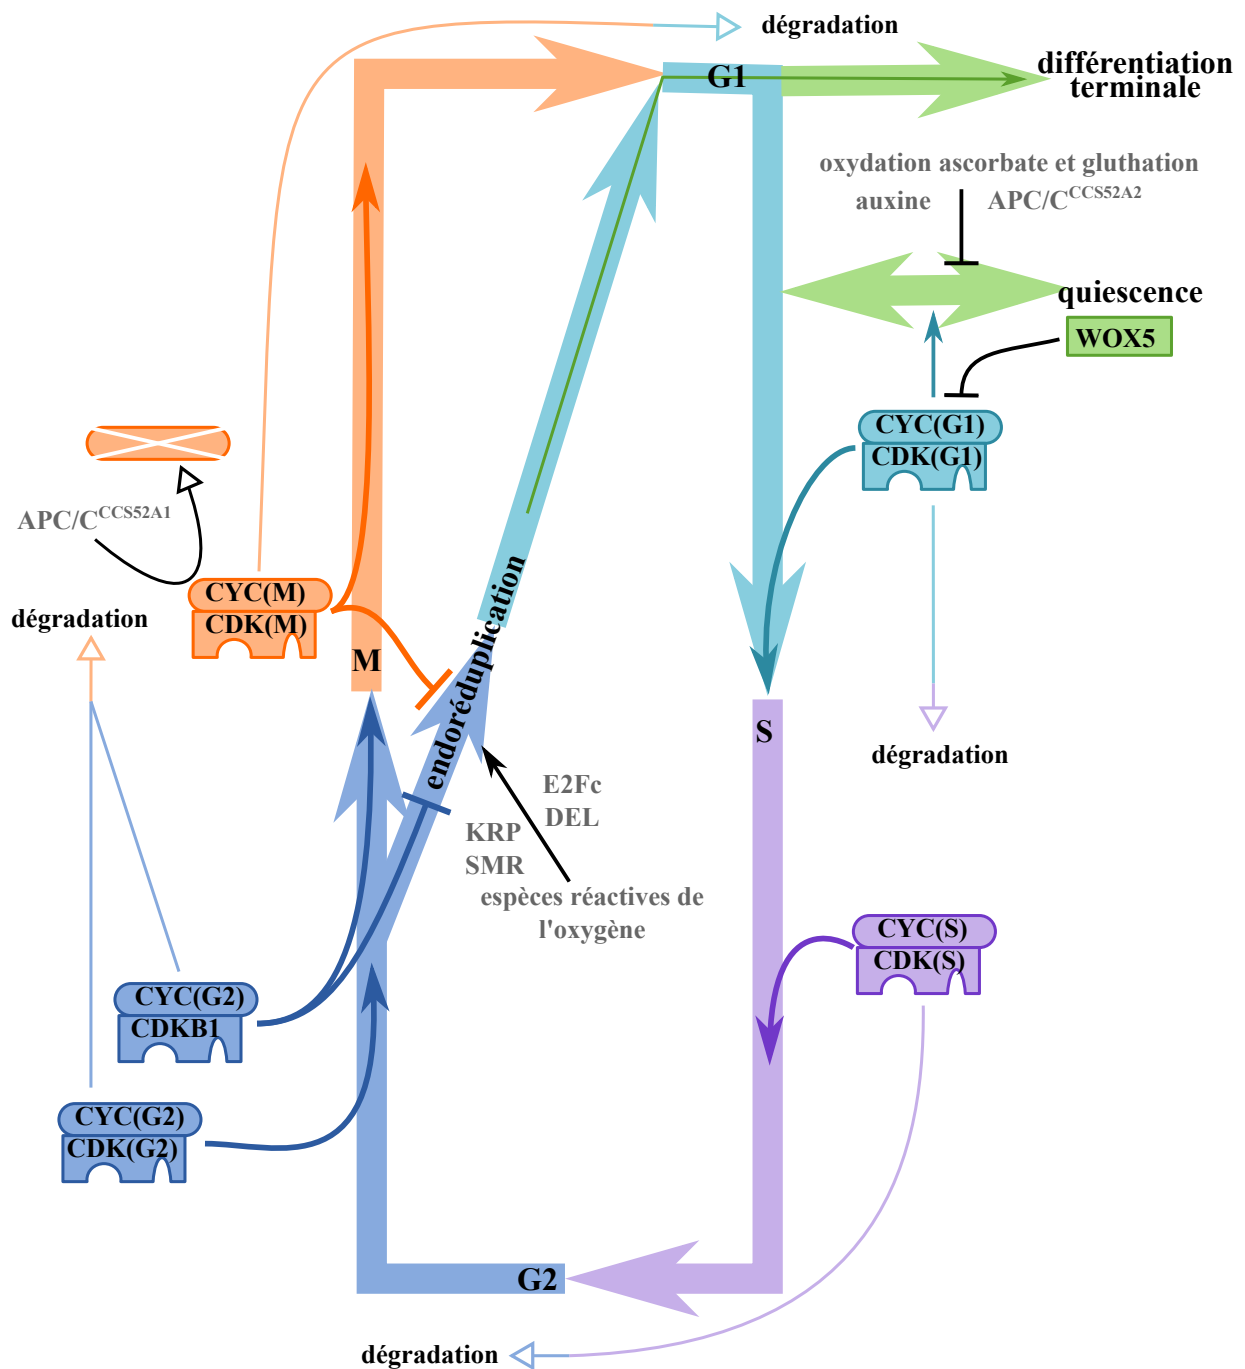 dégradation
G1
différentiation
terminale
oxydation ascorbate et gluthation
auxine
APC/C^CCS52A2
quiescence
WOX5
CYC(G1)
CDK(G1)
APC/C^CCS52A1
CYC(M)
CDK(M)
dégradation
M
endoréduplication
S
dégradation
E2Fc
DEL
KRP
SMR
espèces réactives de
l'oxygène
CYC(S)
CDK(S)
CYC(G2)
CDKB1
CYC(G2)
CDK(G2)
G2
dégradation